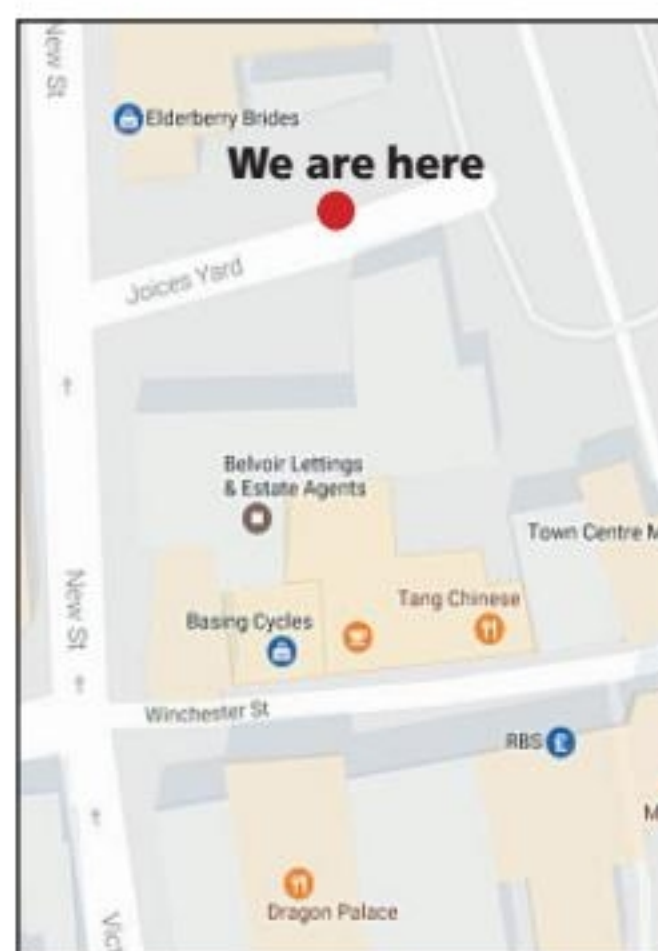 New St
Elderberry Brides
We are here
Joices Yard
Belvoir Lettings
& Estate Agents
Town Centre
New St
Tang Chinese
Basing Cycles
Winchester St
RBS
£
M
Dragon Palace